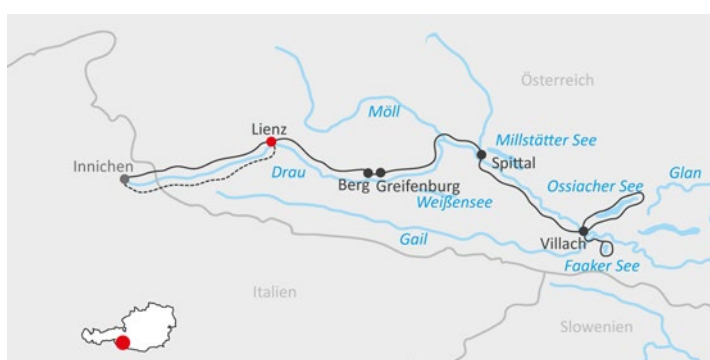 Österreich
Möll
Lienz
Millstätter See
Innichen
Spittal
Drau
Berg
Greifenburg
Ossiacher See
Glan
Weißensee
Gail
Villach
Faaker See
Italien
Slowenien